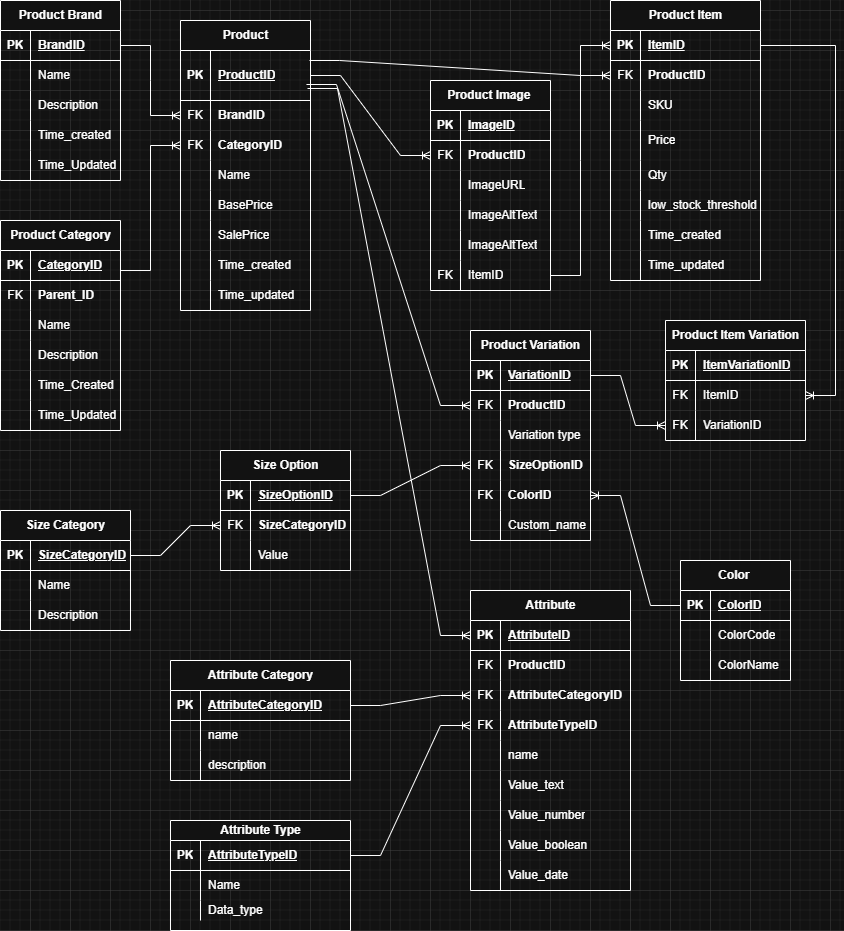 Product Brand
PK BrandID
Name
Description
Time_created
Time_Updated
Product
PK ProductID
FK BrandID
FK CategoryID
Name
BasePrice
SalePrice
Time_created
Time_updated
Product Image
PK ImageID
FK ProductID
ImageURL
ImageAltText
ImageAltText
FK ItemID
Product Item
PK ItemID
FK ProductID
SKU
Price
Qty
low_stock_threshold
Time_created
Time_updated
Product Category
PK CategoryID
FK Parent_ID
Name
Description
Time_Created
Time_Updated
Product Variation
PK VariationID
FK ProductID
Variation type
FK SizeOptionID
FK ColorID
Custom_name
Product Item Variation
PK ItemVariationID
FK ItemID
FK VariationID
Size Option
PK SizeOptionID
FK SizeCategoryID
Value
Size Category
PK SizeCategoryID
Name
Description
Color
PK ColorID
ColorCode
ColorName
Attribute
PK AttributeID
FK ProductID
FK AttributeCategoryID
FK AttributeTypeID
name
Value_text
Value_number
Value_boolean
Value_date
Attribute Category
PK AttributeCategoryID
name
description
Attribute Type
PK AttributeTypeID
Name
Data_type